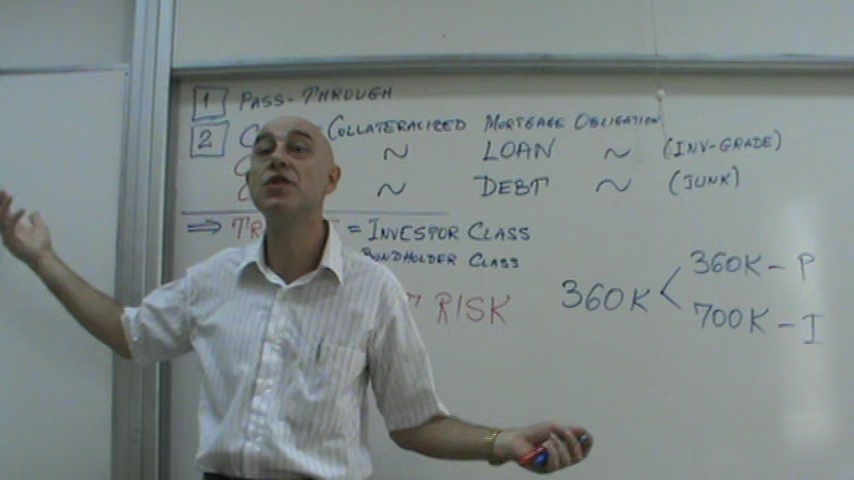 1 PASS-THROUGH
2 C COLLATERALIZED MORTGAGE OBLIGATION
~ LOAN ~ (INV-GRADE)
~ DEBT ~ (JUNK)
⇒ = INVESTOR CLASS
BONDHOLDER CLASS
RISK
360K < 360K - P
700K - I